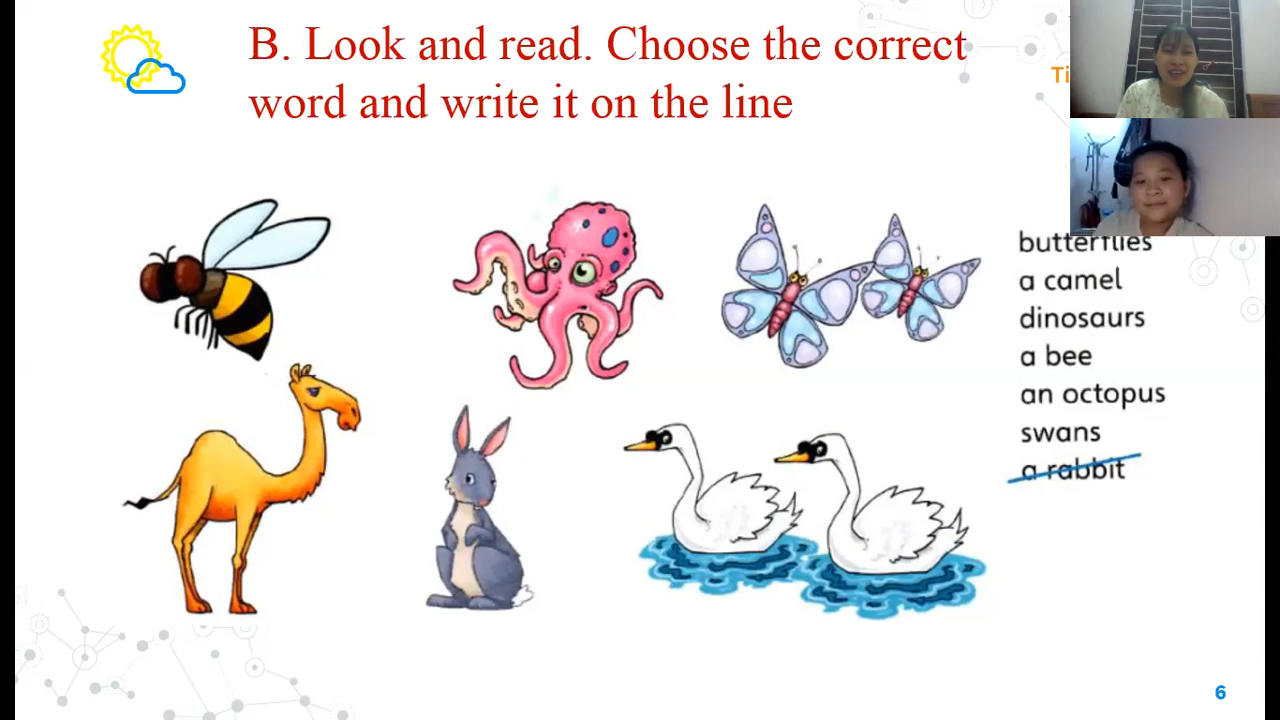 B. Look and read. Choose the correct
word and write it on the line
butterflies
a camel
dinosaurs
a bee
an octopus
swans
a rabbit
6